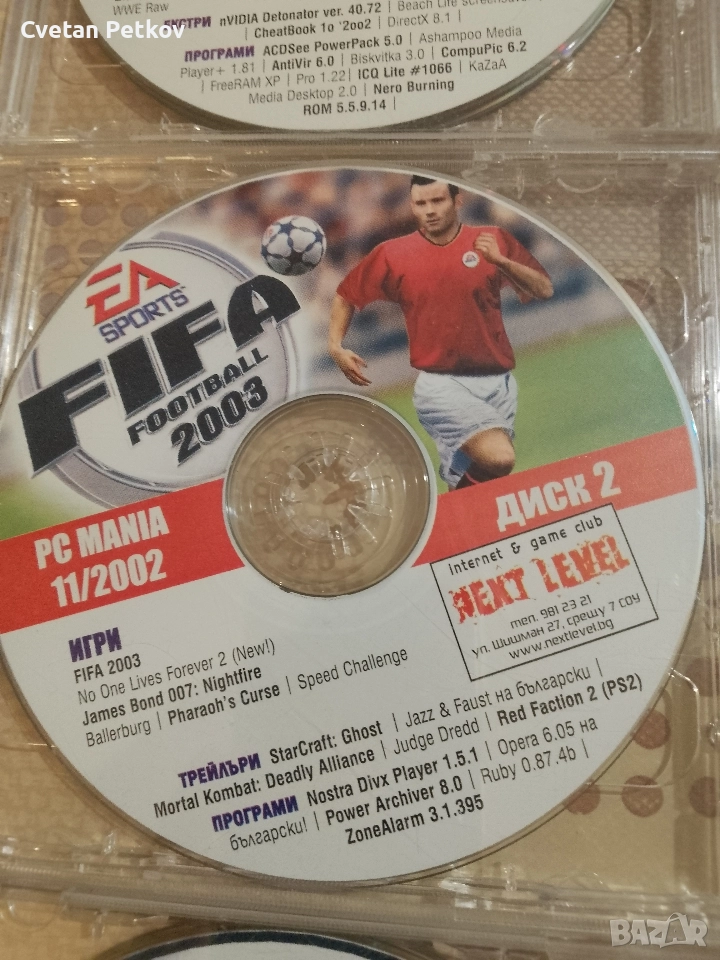 Cvetan Petkov
WWE Raw
ЕКСТРИ nVIDIA Detonator ver. 40.72 | Beach Life
| CheatBook 10 '2oo2 | DirectX 8.1 |
ПРОГРАМИ ACDSee PowerPack 5.0 | Ashampoo Media
Player+ 1.81 | AntiVir 6.0 | Biskvitka 3.0 | CompuPic 6.2
| FreeRAM XP | Pro 1.22| ICQ Lite #1066 | KaZaA
Media Desktop 2.0 | Nero Burning
ROM 5.5.9.14 |
EA
SPORTS™
FIFA
FOOTBALL
2003
PC MANIA
11/2002
ДИСК 2
internet & game club
NEXT LEVEL
тел. 981 23 21
ул. Шишман 27, срещу 7 СОУ
www.nextlevel.bg
ИГРИ
FIFA 2003
No One Lives Forever 2 (New!)
James Bond 007: Nightfire
Ballerburg | Pharaoh's Curse | Speed Challenge
ТРЕЙЛЪРИ StarCraft: Ghost | Jazz & Faust на български |
Mortal Kombat: Deadly Alliance | Judge Dredd | Red Faction 2 (PS2)
ПРОГРАМИ Nostra Divx Player 1.5.1 | Opera 6.05 на
български! | Power Archiver 8.0 | Ruby 0.87.4b |
ZoneAlarm 3.1.395
BAZAR